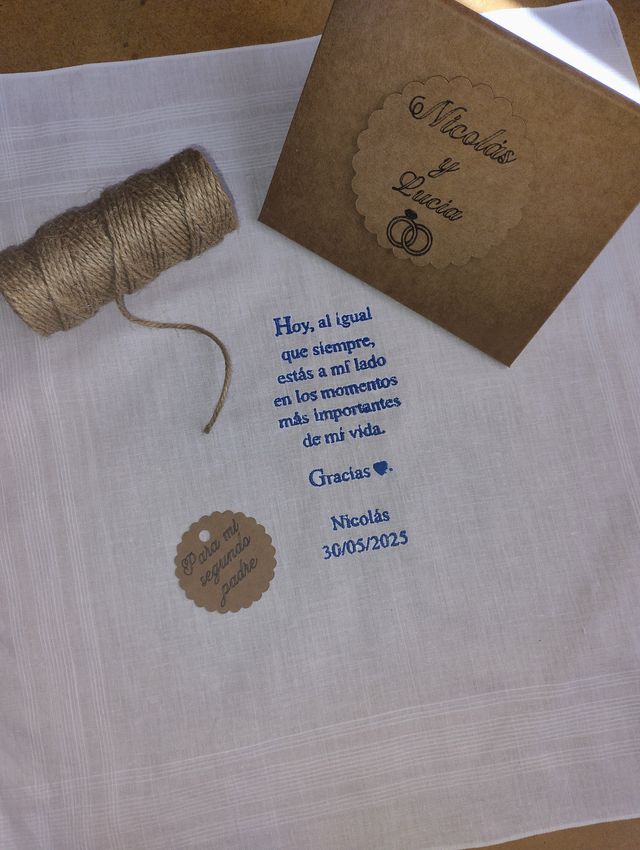 Nicolás
y
Lucía
Hoy, al igual
que siempre,
estás a mí lado
en los momentos
más importantes
de mi vida.
Gracias ♥.
Nicolás
30/05/2025
Para mi
segundo
padre